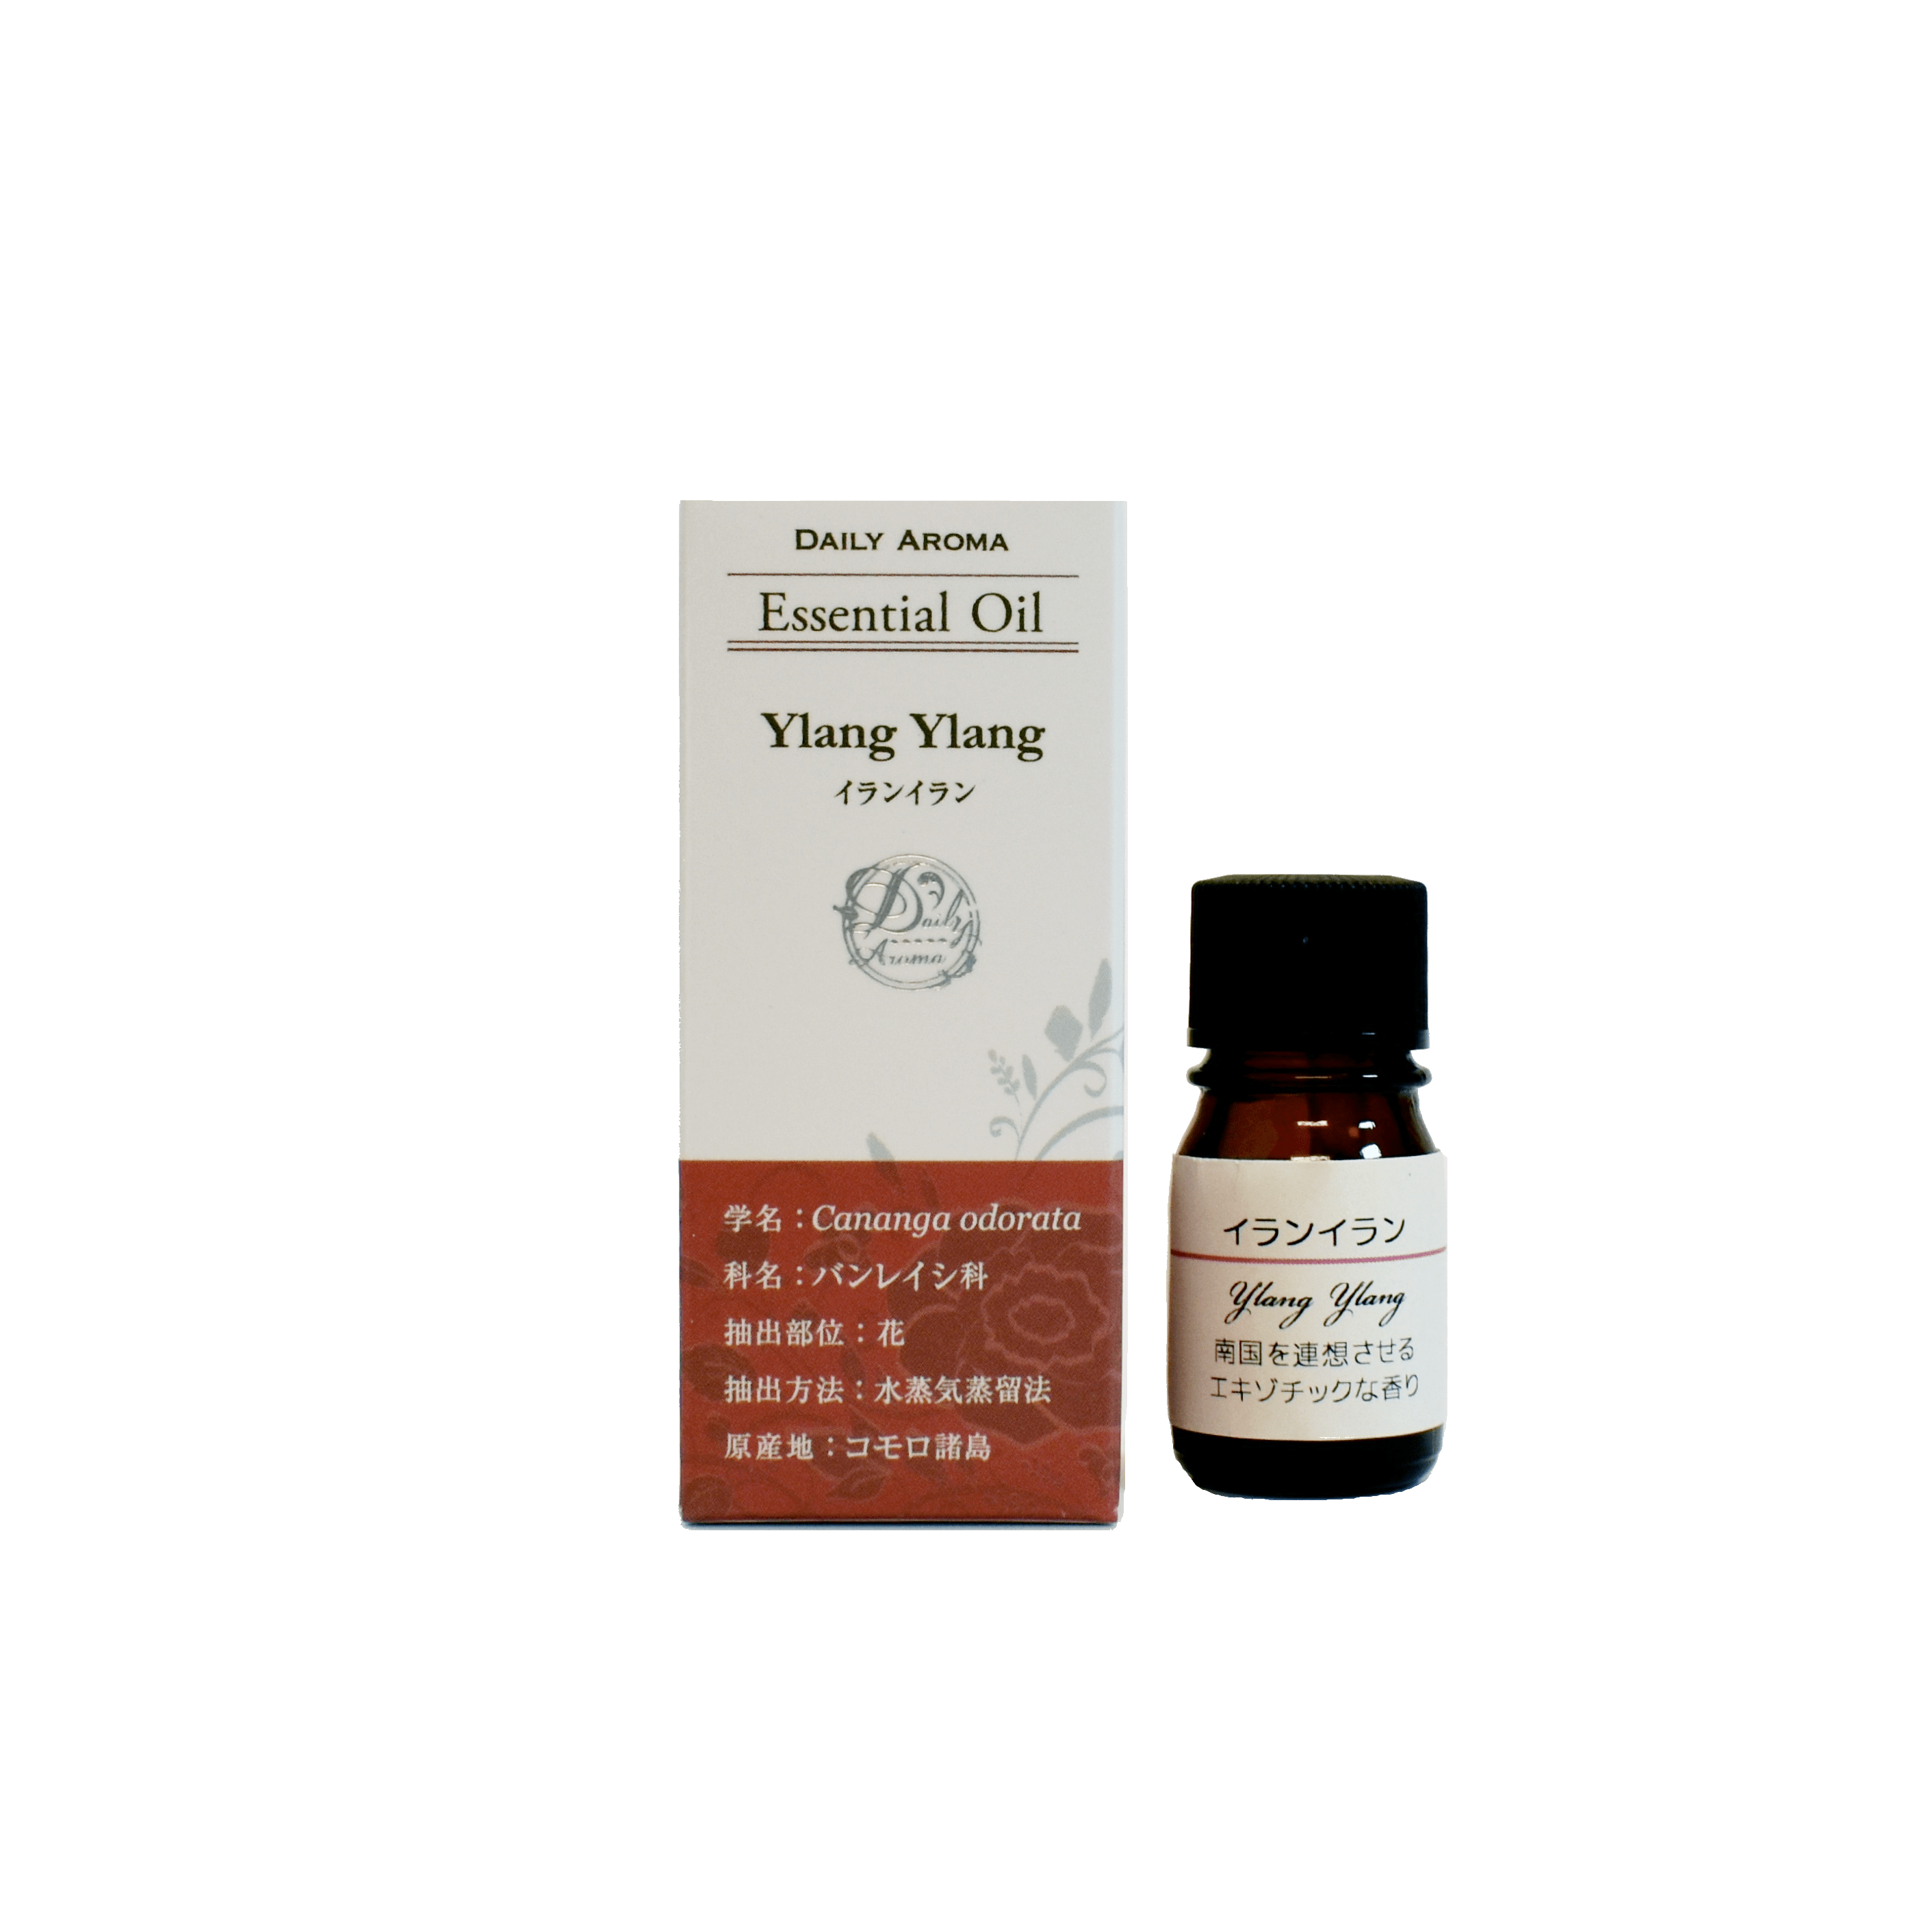 DAILY AROMA
Essential Oil
Ylang Ylang
イランイラン
Daily
Aroma
学名：Cananga odorata
科名：バンレイシ科
抽出部位：花
抽出方法：水蒸気蒸留法
原産地：コモロ諸島
イランイラン
Ylang Ylang
南国を連想させる
エキゾチックな香り